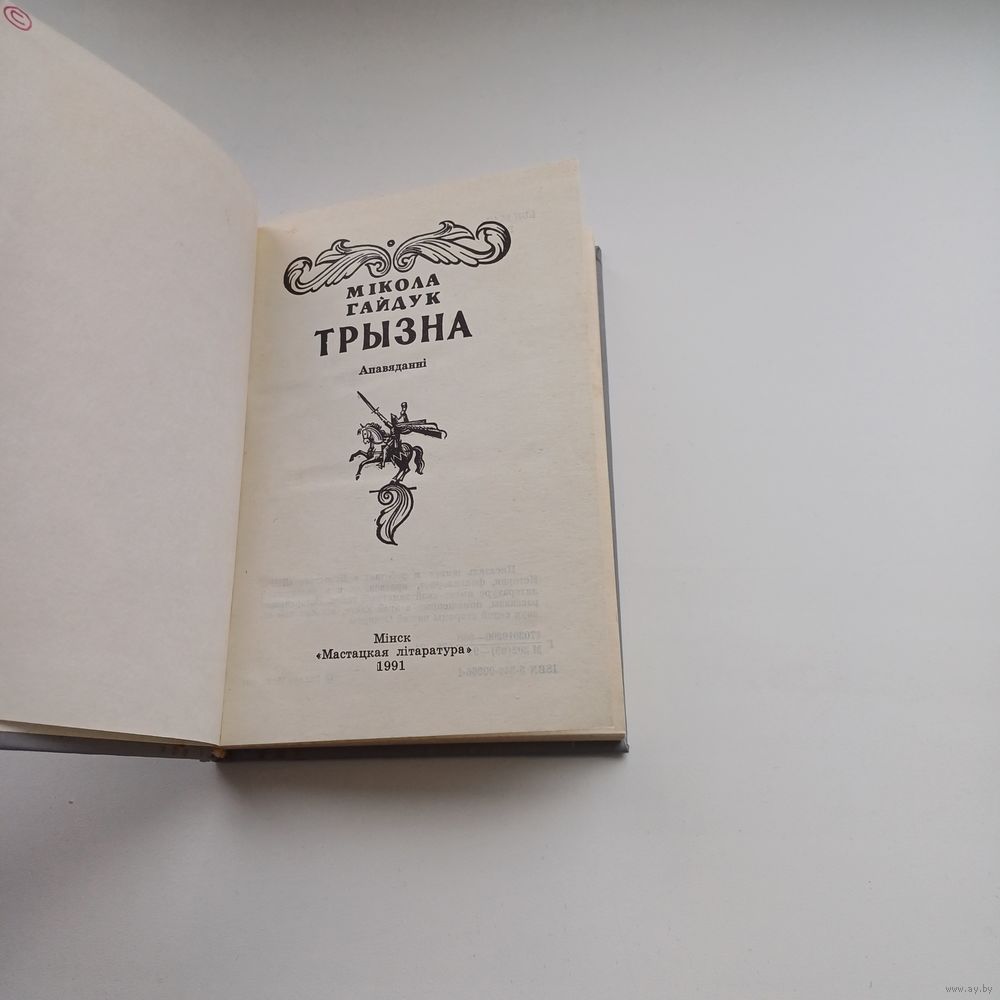 ©
МІКОЛА
ГАЙДУК
ТРЫЗНА
Апавяданні
Мінск
«Мастацкая літаратура»
1991
www.ay.by